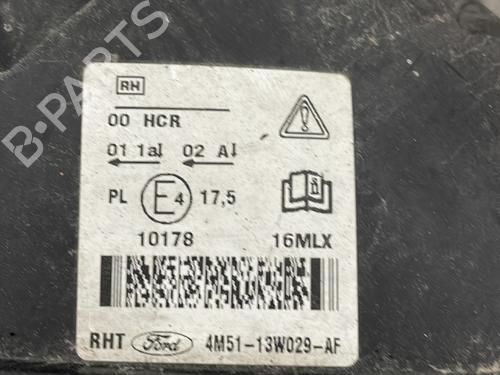 B-PARTS
RH
00 HCR
01 1a 02 A
PL E4 17,5
10178 16MLX
RHT Ford 4M51-13W029-AF